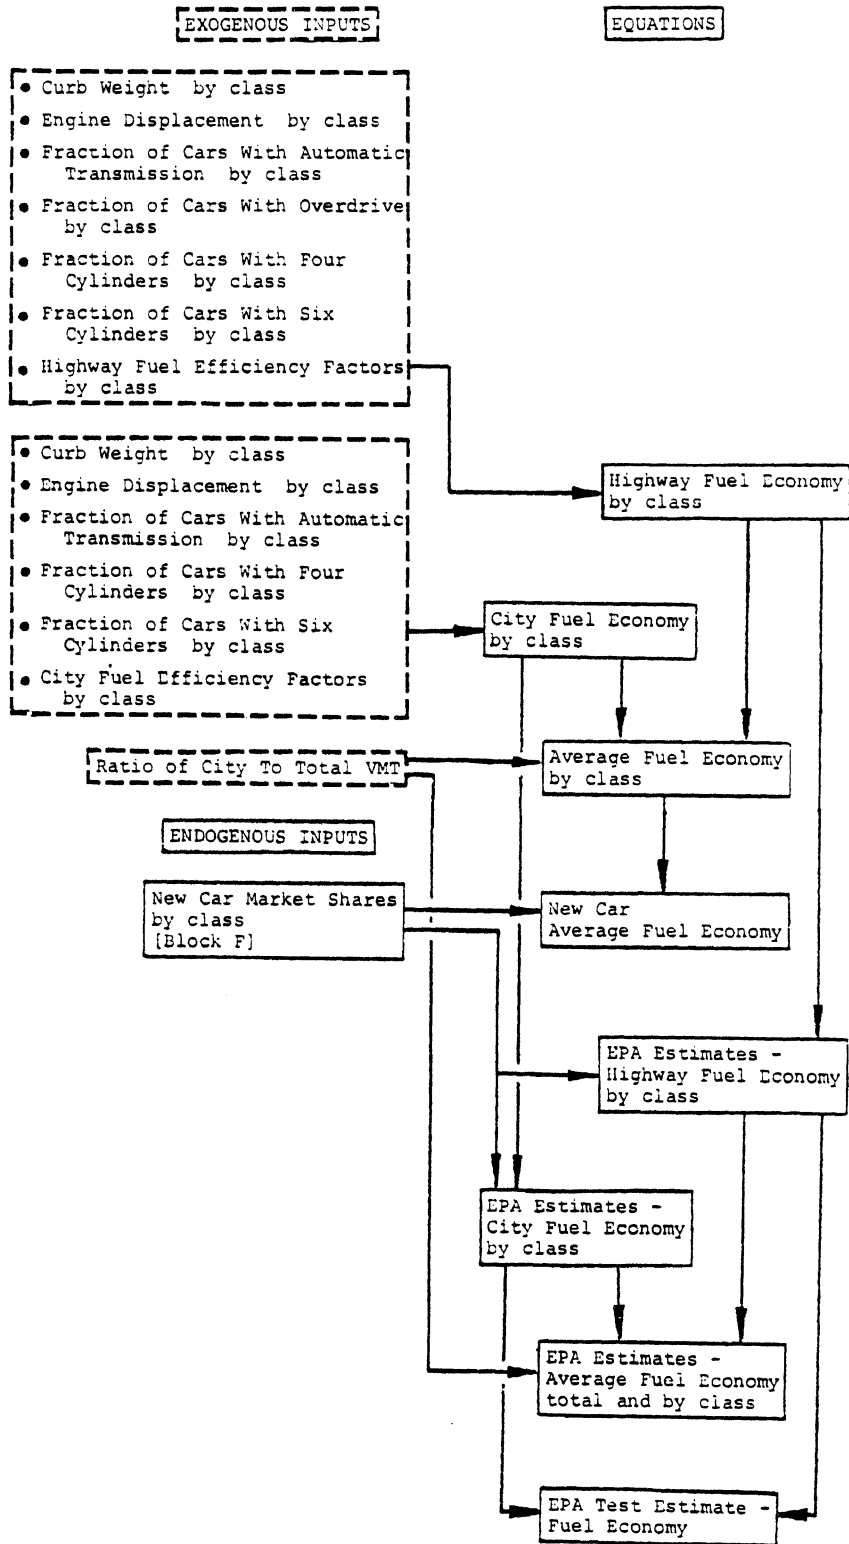 EXOGENOUS INPUTS
EQUATIONS
• Curb Weight by class
• Engine Displacement by class
• Fraction of Cars With Automatic
Transmission by class
• Fraction of Cars With Overdrive
by class
• Fraction of Cars With Four
Cylinders by class
• Fraction of Cars With Six
Cylinders by class
• Highway Fuel Efficiency Factors
by class
• Curb Weight by class
• Engine Displacement by class
• Fraction of Cars With Automatic
Transmission by class
• Fraction of Cars With Four
Cylinders by class
• Fraction of Cars With Six
Cylinders by class
• City Fuel Efficiency Factors
by class
Highway Fuel Economy
by class
City Fuel Economy
by class
Ratio of City To Total VMT
Average Fuel Economy
by class
ENDOGENOUS INPUTS
New Car Market Shares
by class
[Block F]
New Car
Average Fuel Economy
EPA Estimates -
Highway Fuel Economy
by class
EPA Estimates -
City Fuel Economy
by class
EPA Estimates -
Average Fuel Economy
total and by class
EPA Test Estimate -
Fuel Economy